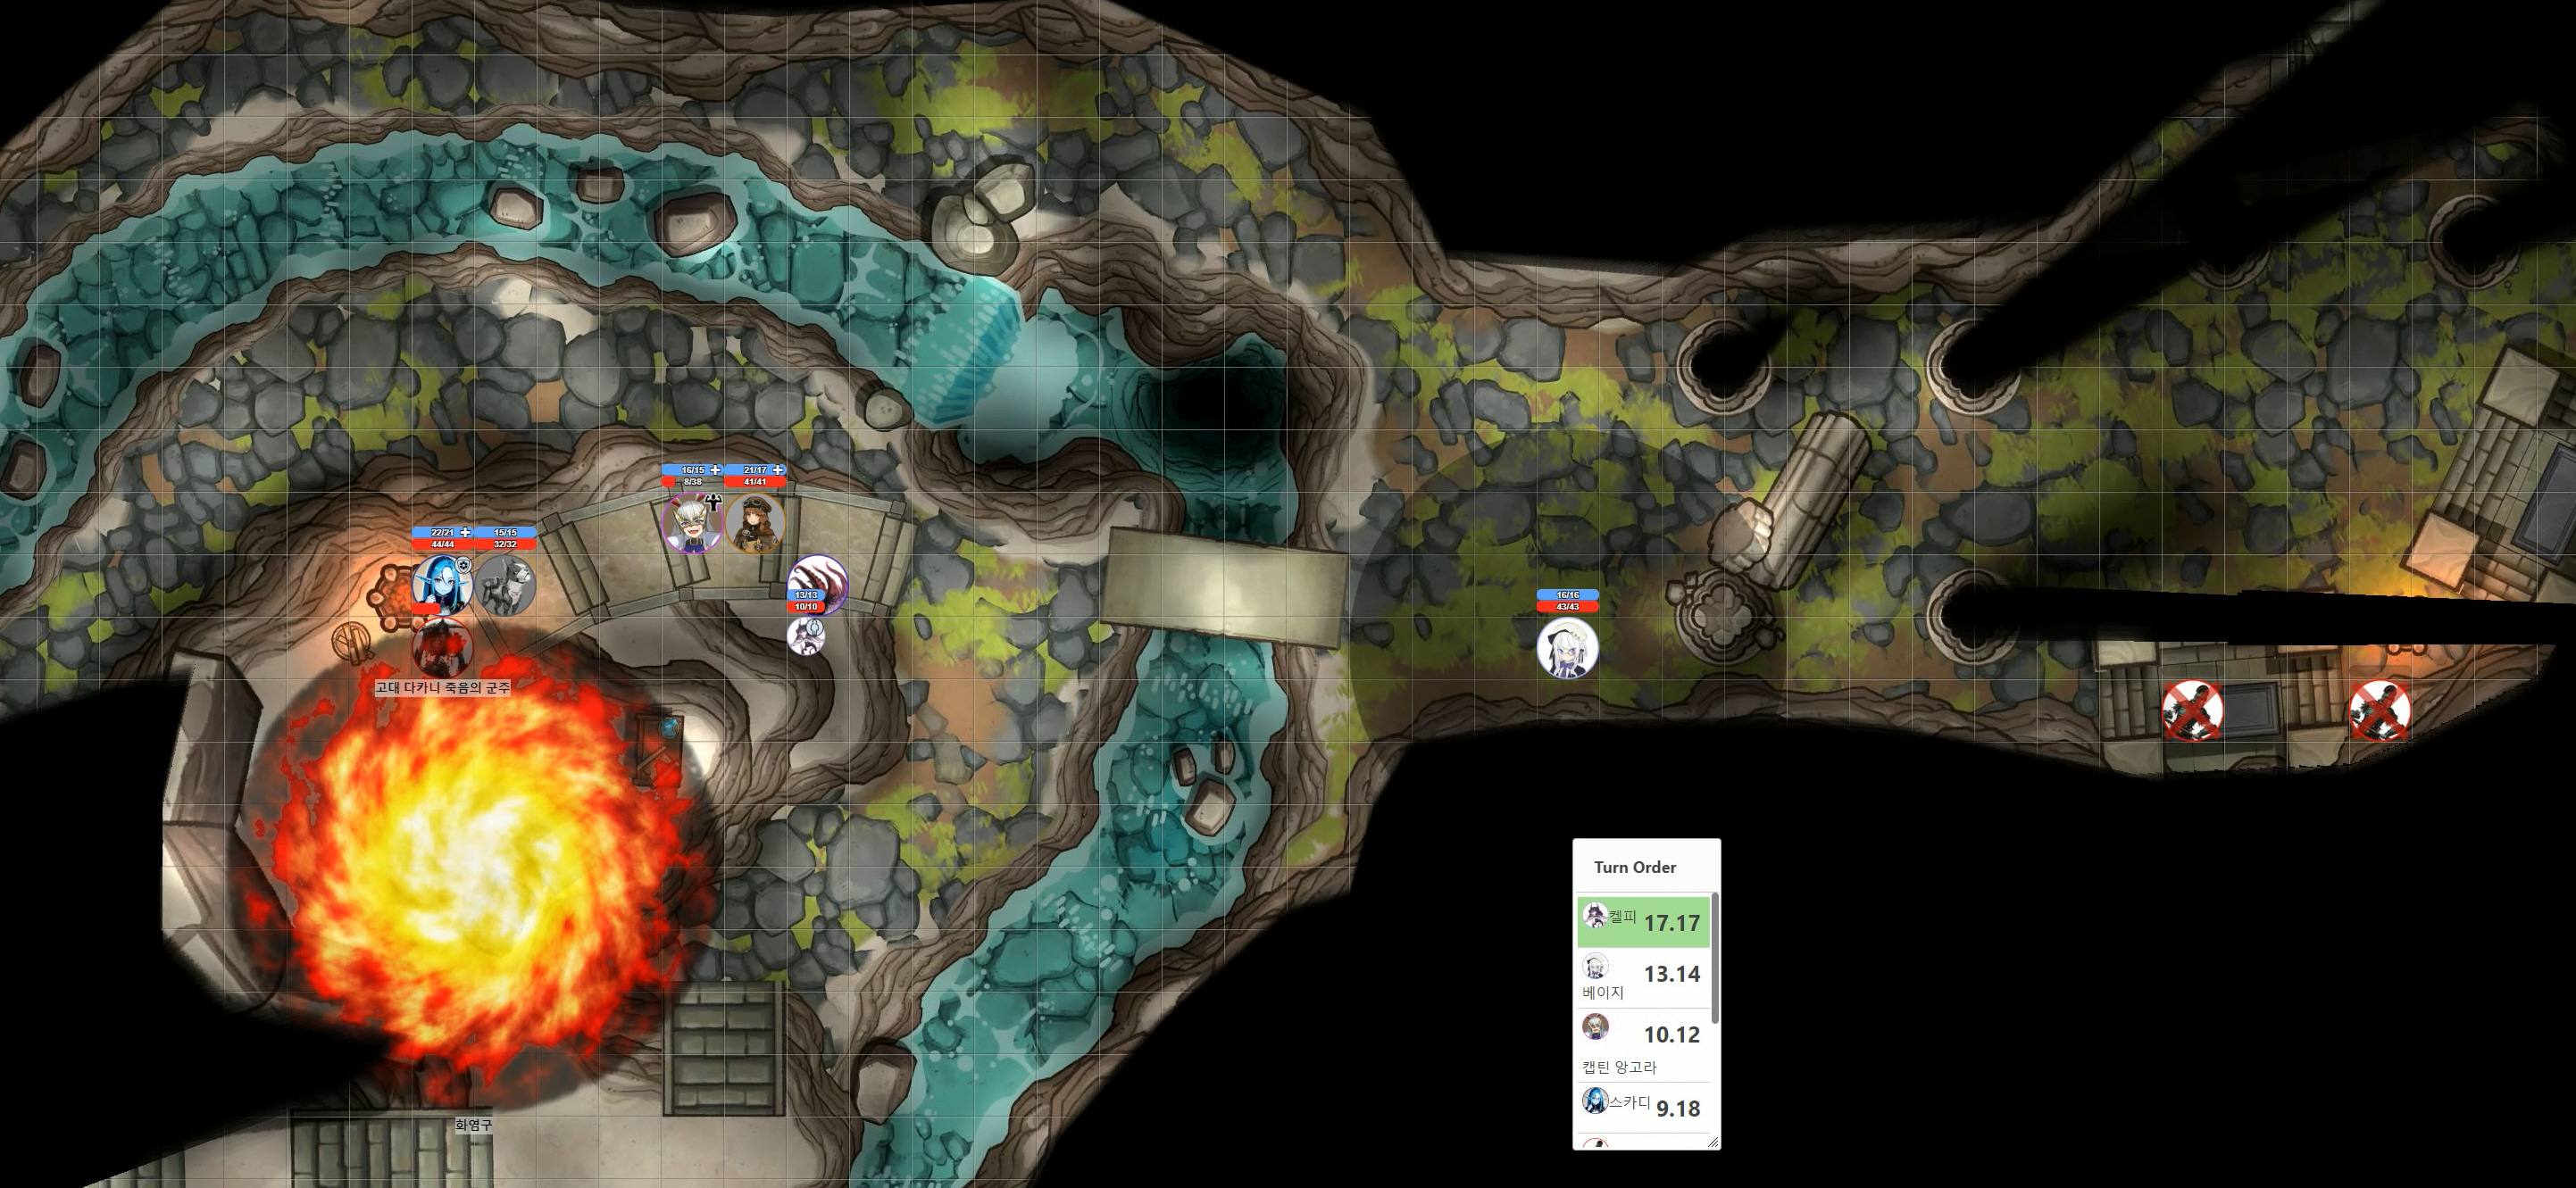 16/15
21/17
8/38
41/41
22/21
15/15
44/44
32/32
13/13
10/10
16/16
43/43
고대 다카니 죽음의 군주
화염구
Turn Order
켈피 17.17
13.14
베이지
10.12
캡틴 앙고라
스카디 9.18